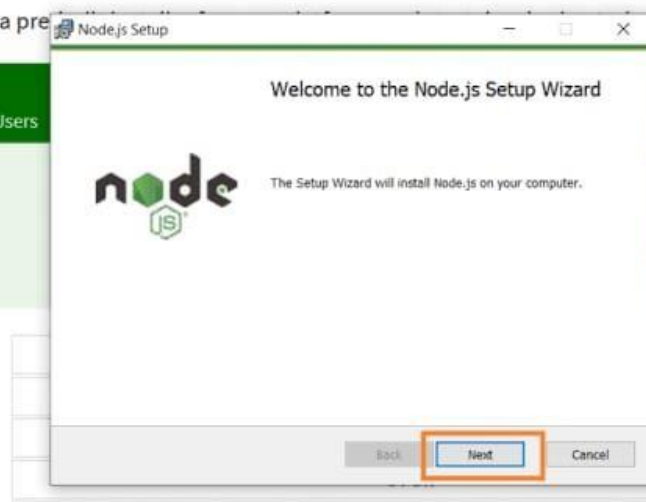 a pre
Node.js Setup
Users
Welcome to the Node.js Setup Wizard
node
JS
The Setup Wizard will install Node.js on your computer.
Back
Next
Cancel